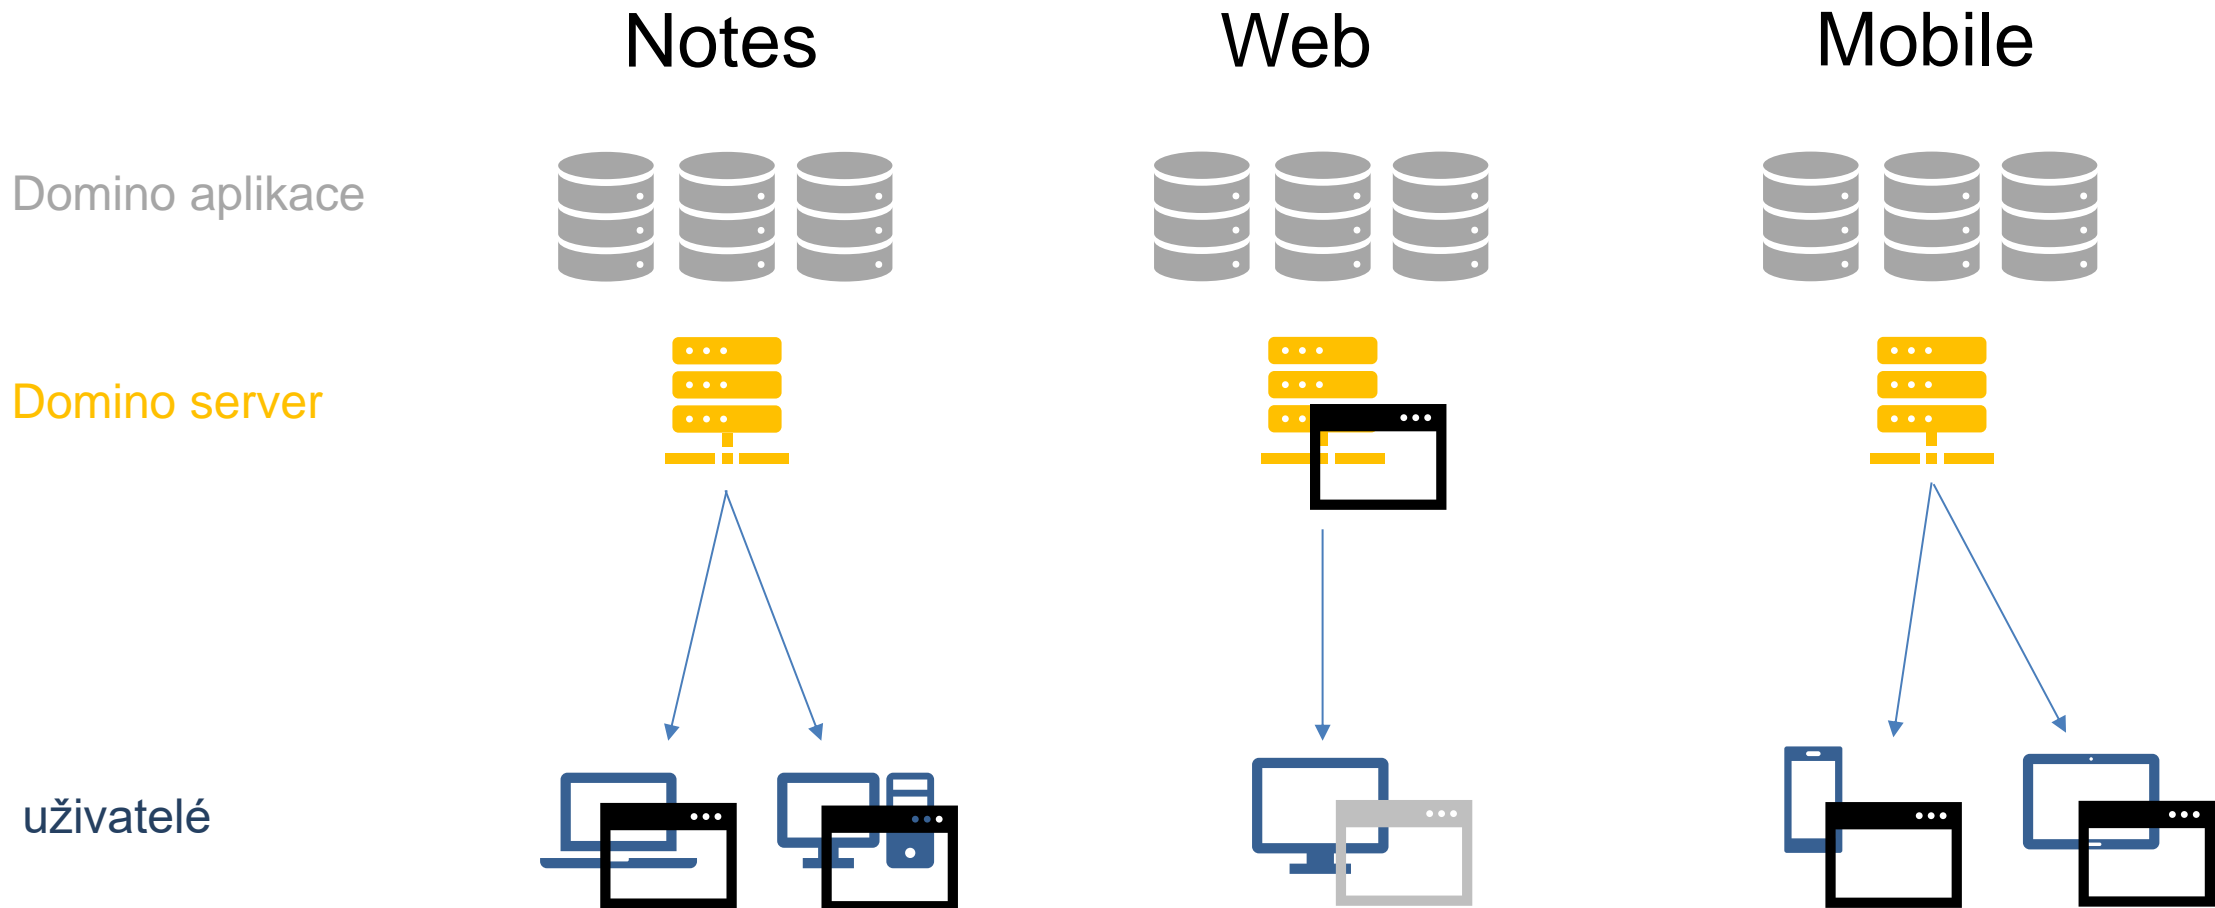 Notes
Web
Mobile
Domino aplikace
Domino server
uživatelé